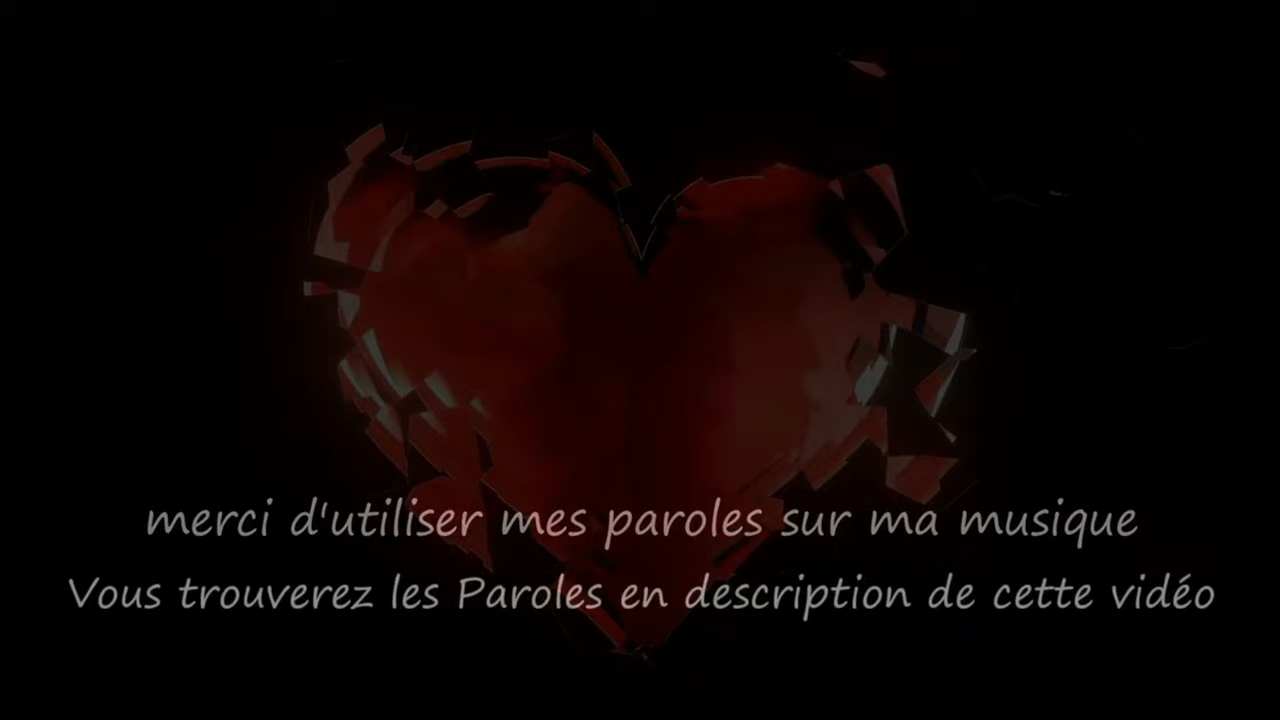 merci d'utiliser mes paroles sur ma musique
Vous trouverez les Paroles en description de cette vidéo